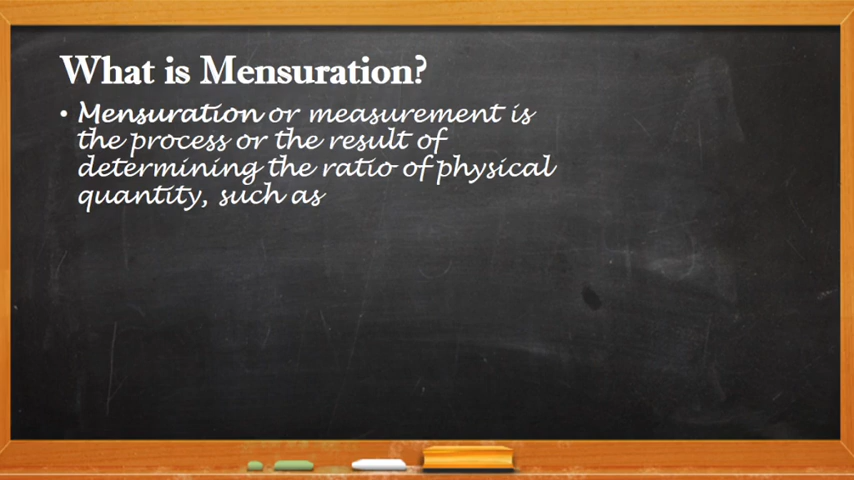 What is Mensuration?
• Mensuration or measurement is
the process or the result of
determining the ratio of physical
quantity, such as